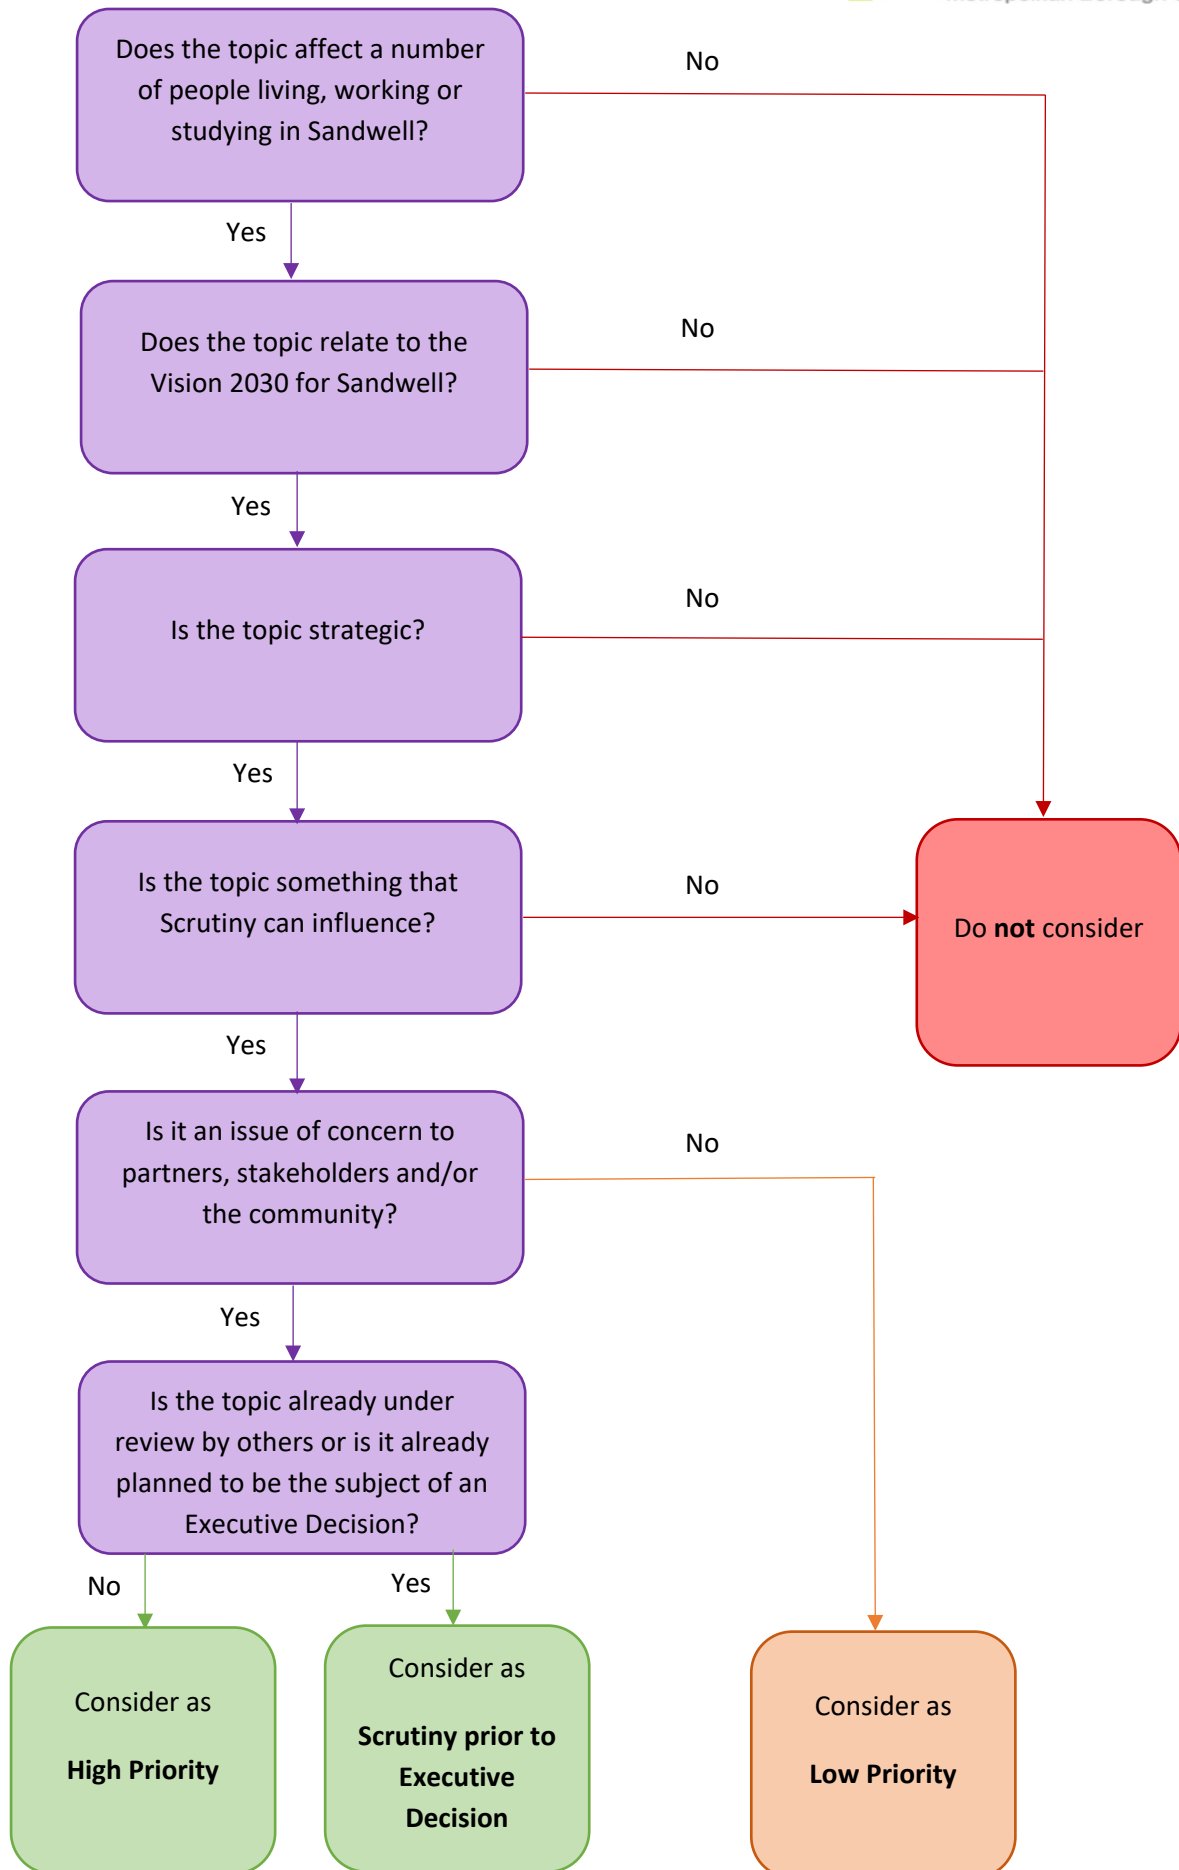 Does the topic affect a number
of people living, working or
studying in Sandwell?
No
Yes
Does the topic relate to the
Vision 2030 for Sandwell?
No
Yes
Is the topic strategic?
No
Yes
Is the topic something that
Scrutiny can influence?
No
Do not consider
Yes
Is it an issue of concern to
partners, stakeholders and/or
the community?
No
Yes
Is the topic already under
review by others or is it already
planned to be the subject of an
Executive Decision?
No
Yes
Consider as
High Priority
Consider as
Scrutiny prior to
Executive
Decision
Consider as
Low Priority